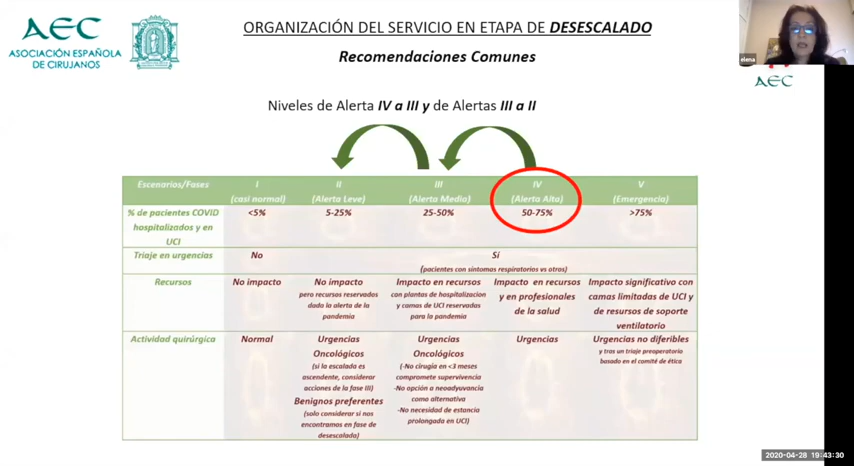 AEC
ASOCIACIÓN ESPAÑOLA
DE CIRUJANOS
ORGANIZACIÓN DEL SERVICIO EN ETAPA DE DESESCALADO
Recomendaciones Comunes
elena
AEC
Niveles de Alerta IV a III y de Alertas III a II
Escenarios/Fases
I
(casi normal)
II
(Alerta Leve)
III
(Alerta Media)
IV
(Alerta Alta)
V
(Emergencia)
% de pacientes COVID
hospitalizados y en
UCI
<5%
5-25%
25-50%
50-75%
>75%
Triaje en urgencias
No
Sí
(pacientes con síntomas respiratorios vs otros)
Recursos
No impacto
No impacto
pero recursos reservados
dado la alerta de la
pandemia
Impacto en recursos
con plantas de hospitalizacion
y camas de UCI reservadas
para la pandemia
Impacto en recursos
y en profesionales
de la salud
Impacto significativo con
camas limitadas de UCI y
de resursos de soporte
ventilatorio
Actividad quirúrgica
Normal
Urgencias
Oncológicos
(si la escalada es
ascendente, considerar
acciones de la fase III)
Benignos preferentes
(solo considerar si nos
encontramos en fase de
desescalada)
Urgencias
Oncológicos
(-No cirugía en <3 meses
compromete supervivencia
-No opción a neoadyuvancia
como alternativa
-No necesidad de estancia
prolongada en UCI)
Urgencias
Urgencias no diferibles
y tras un triaje preoperatorio
basado en el comité de ética
2020-04-28 19:43:30